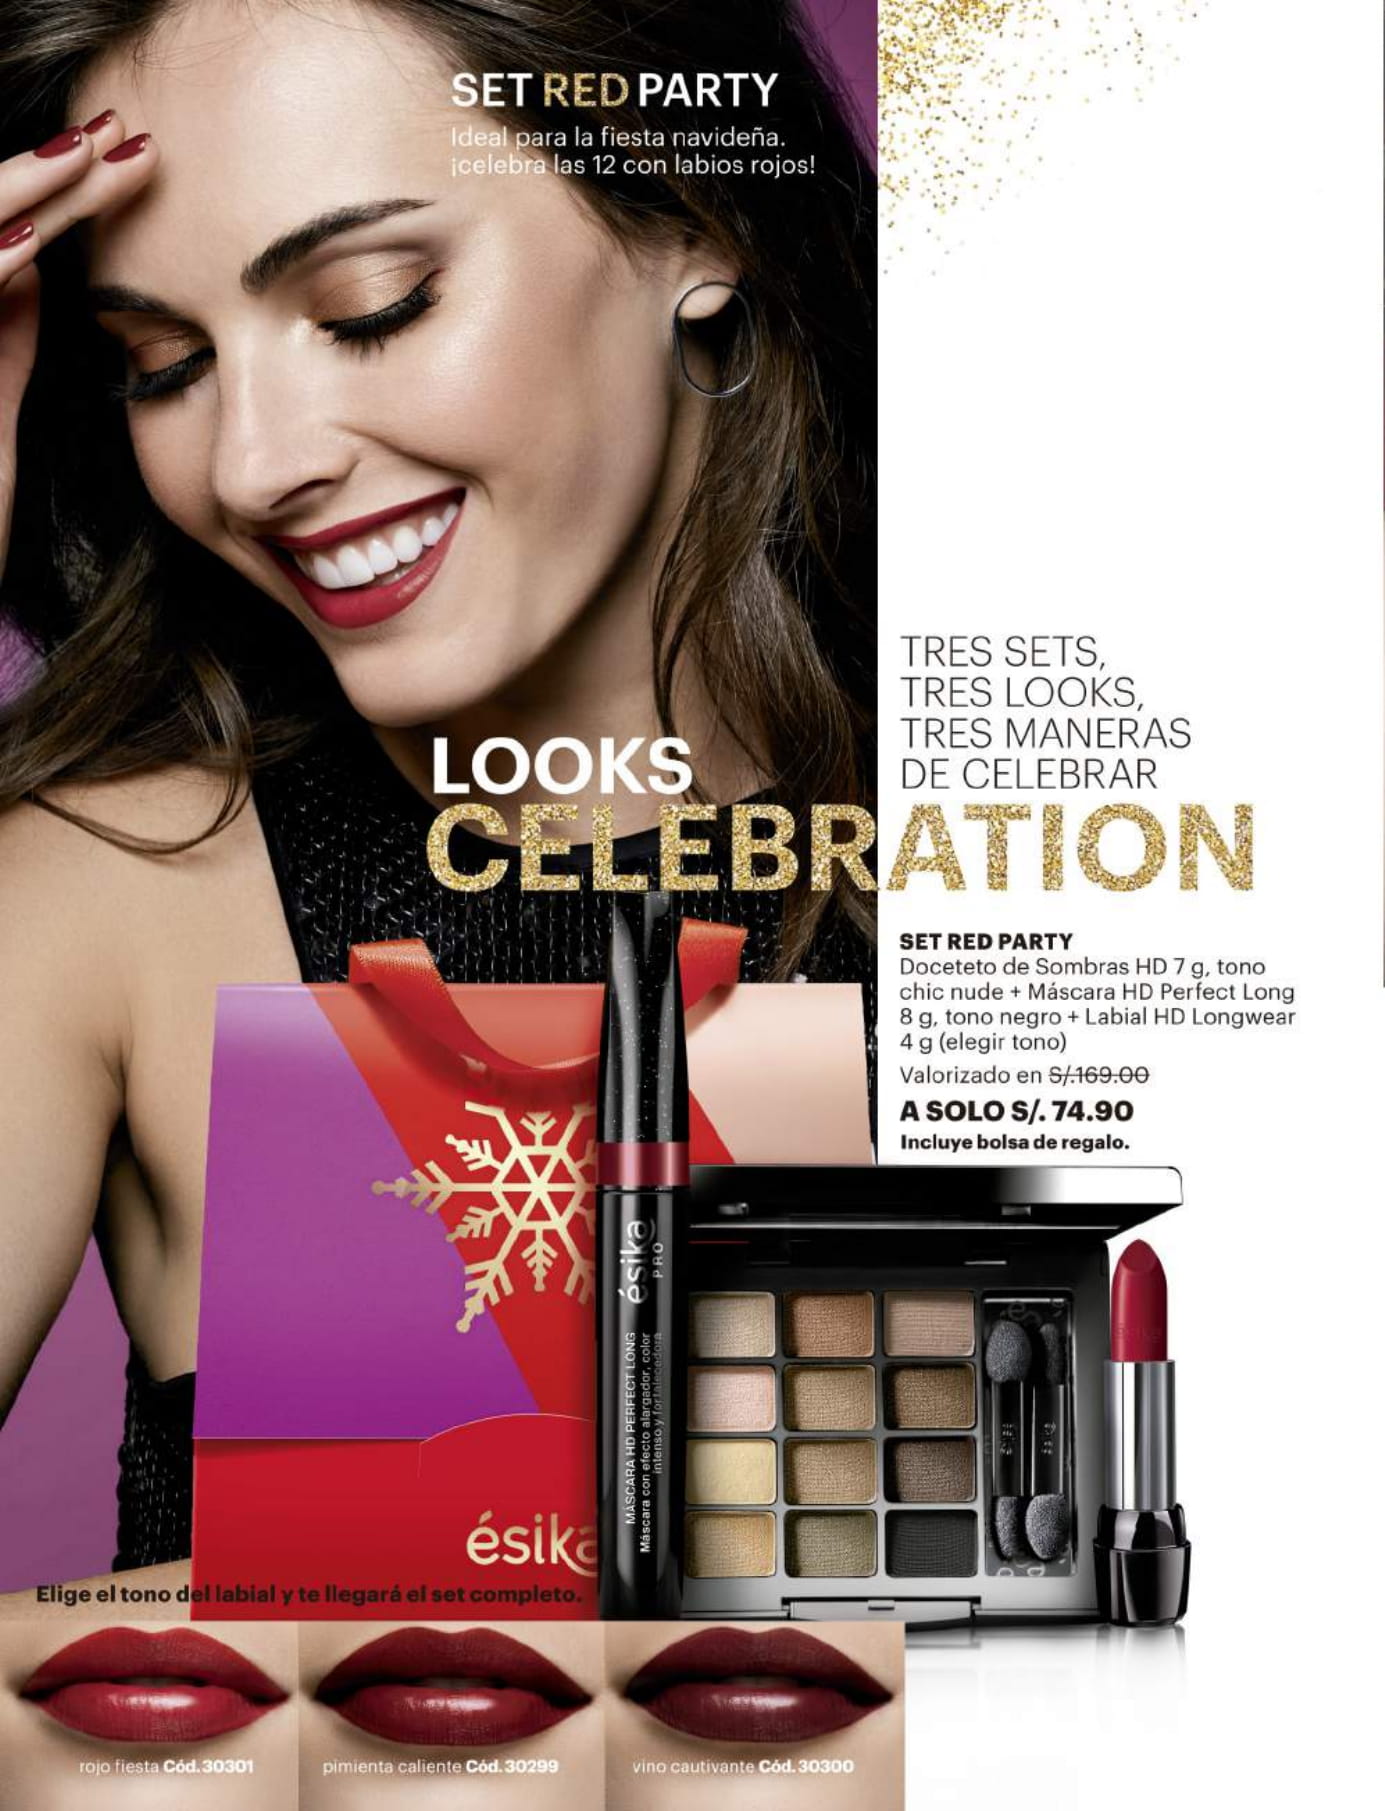 SET RED PARTY
Ideal para la fiesta navideña.
¡celebra las 12 con labios rojos!
TRES SETS,
TRES LOOKS,
TRES MANERAS
DE CELEBRAR
LOOKS
CELEBRATION
SET RED PARTY
Doceteto de Sombras HD 7 g, tono
chic nude + Máscara HD Perfect Long
8 g, tono negro + Labial HD Longwear
4 g (elegir tono)
Valorizado en S/.169.00
A SOLO S/. 74.90
Incluye bolsa de regalo.
ésika
PRO
MÁSCARA HD PERFECT LONG
Máscara con efecto alargador, color
intenso y fortalecedora
ésika
Elige el tono del labial y te llegará el set completo.
rojo fiesta Cód.30301
pimienta caliente Cód.30299
vino cautivante Cód.30300